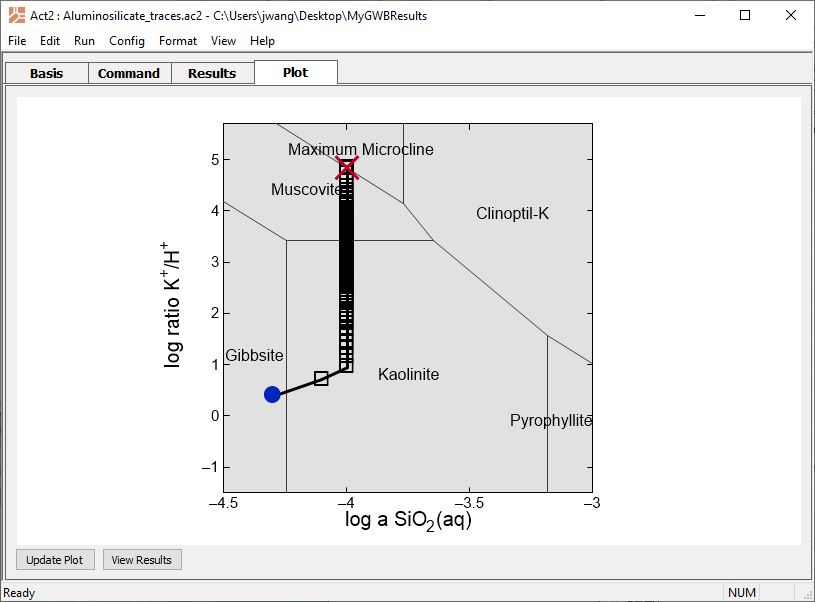 Act2 : Aluminosilicate_traces.ac2 - C:\Users\jwang\Desktop\MyGWBResults
File Edit Run Config Format View Help
Basis Command Results Plot
Maximum Microcline
Muscovite
Clinoptil-K
Gibbsite
Kaolinite
Pyrophyllite
5
4
3
2
1
0
–1
log ratio K+/H+
–4.5 –4 –3.5 –3
log a SiO2(aq)
Update Plot View Results
Ready NUM